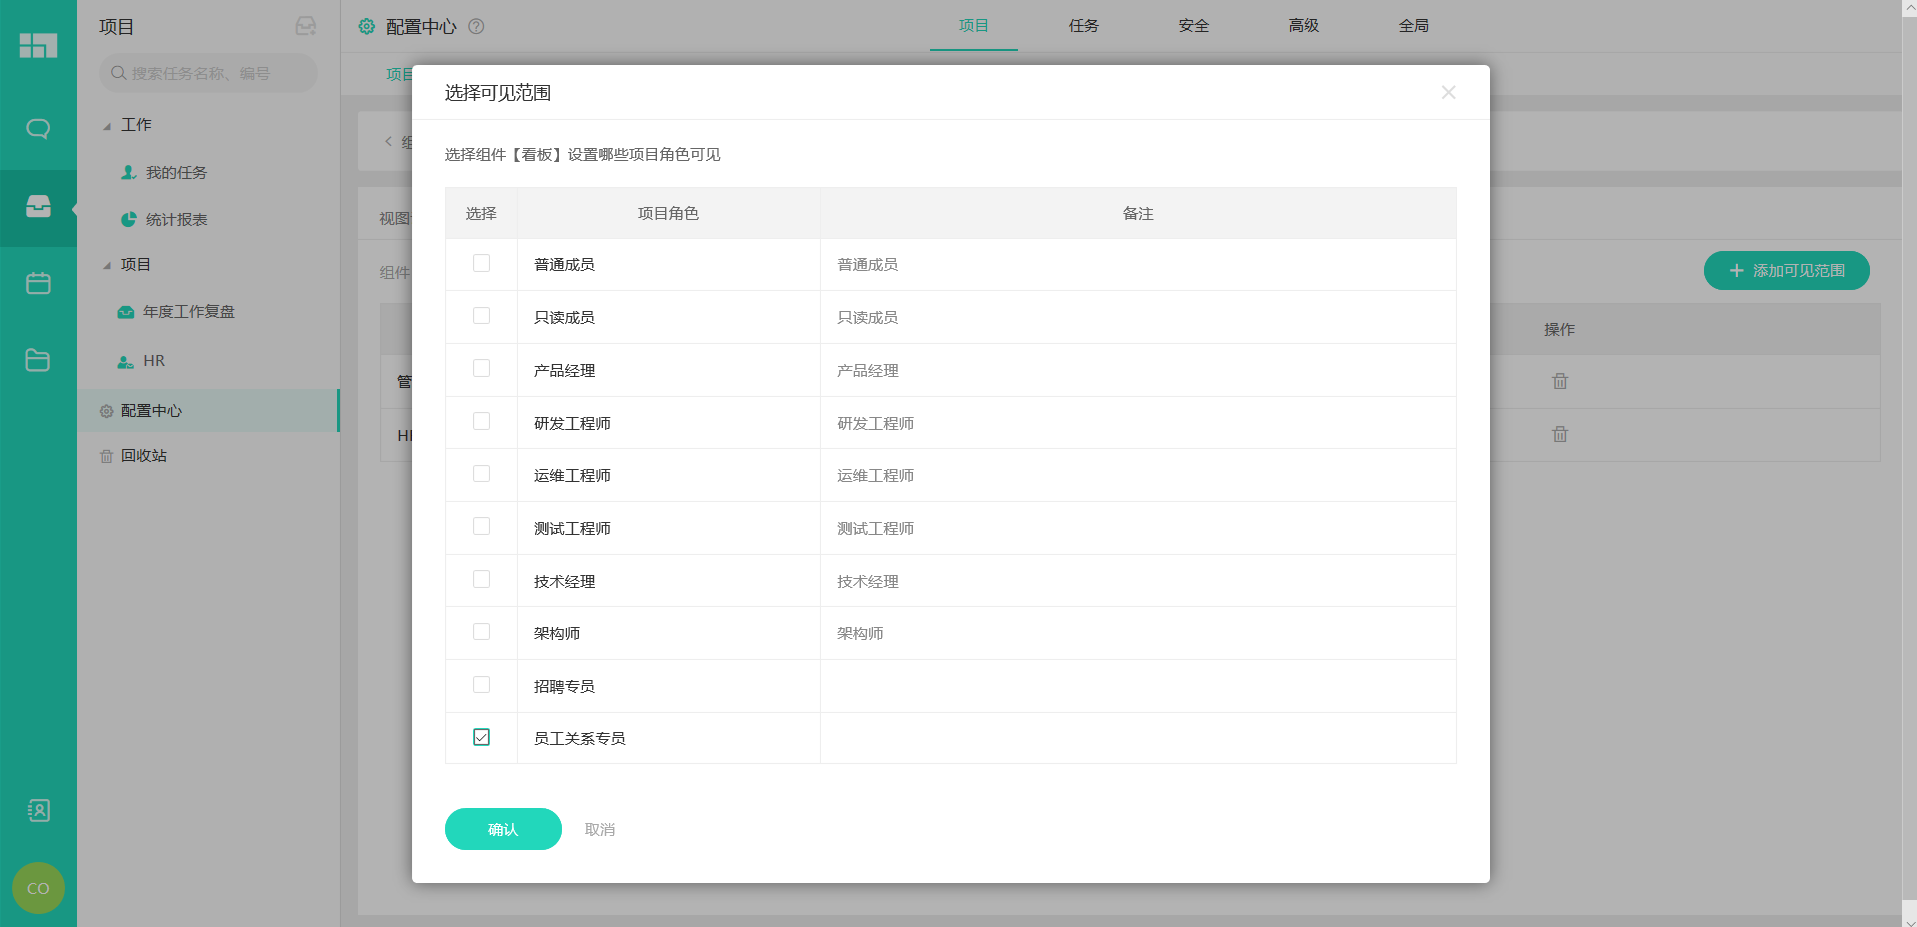 项目
搜索任务名称、编号
工作
我的任务
统计报表
项目
年度工作复盘
HR
配置中心
回收站
CO
配置中心
项目
任务
安全
高级
全局
项目
视图
组件
添加可见范围
操作
管
选择可见范围
选择组件【看板】设置哪些项目角色可见
选择 项目角色 备注
普通成员 普通成员
只读成员 只读成员
产品经理 产品经理
研发工程师 研发工程师
运维工程师 运维工程师
测试工程师 测试工程师
技术经理 技术经理
架构师 架构师
招聘专员
员工关系专员
确认 取消